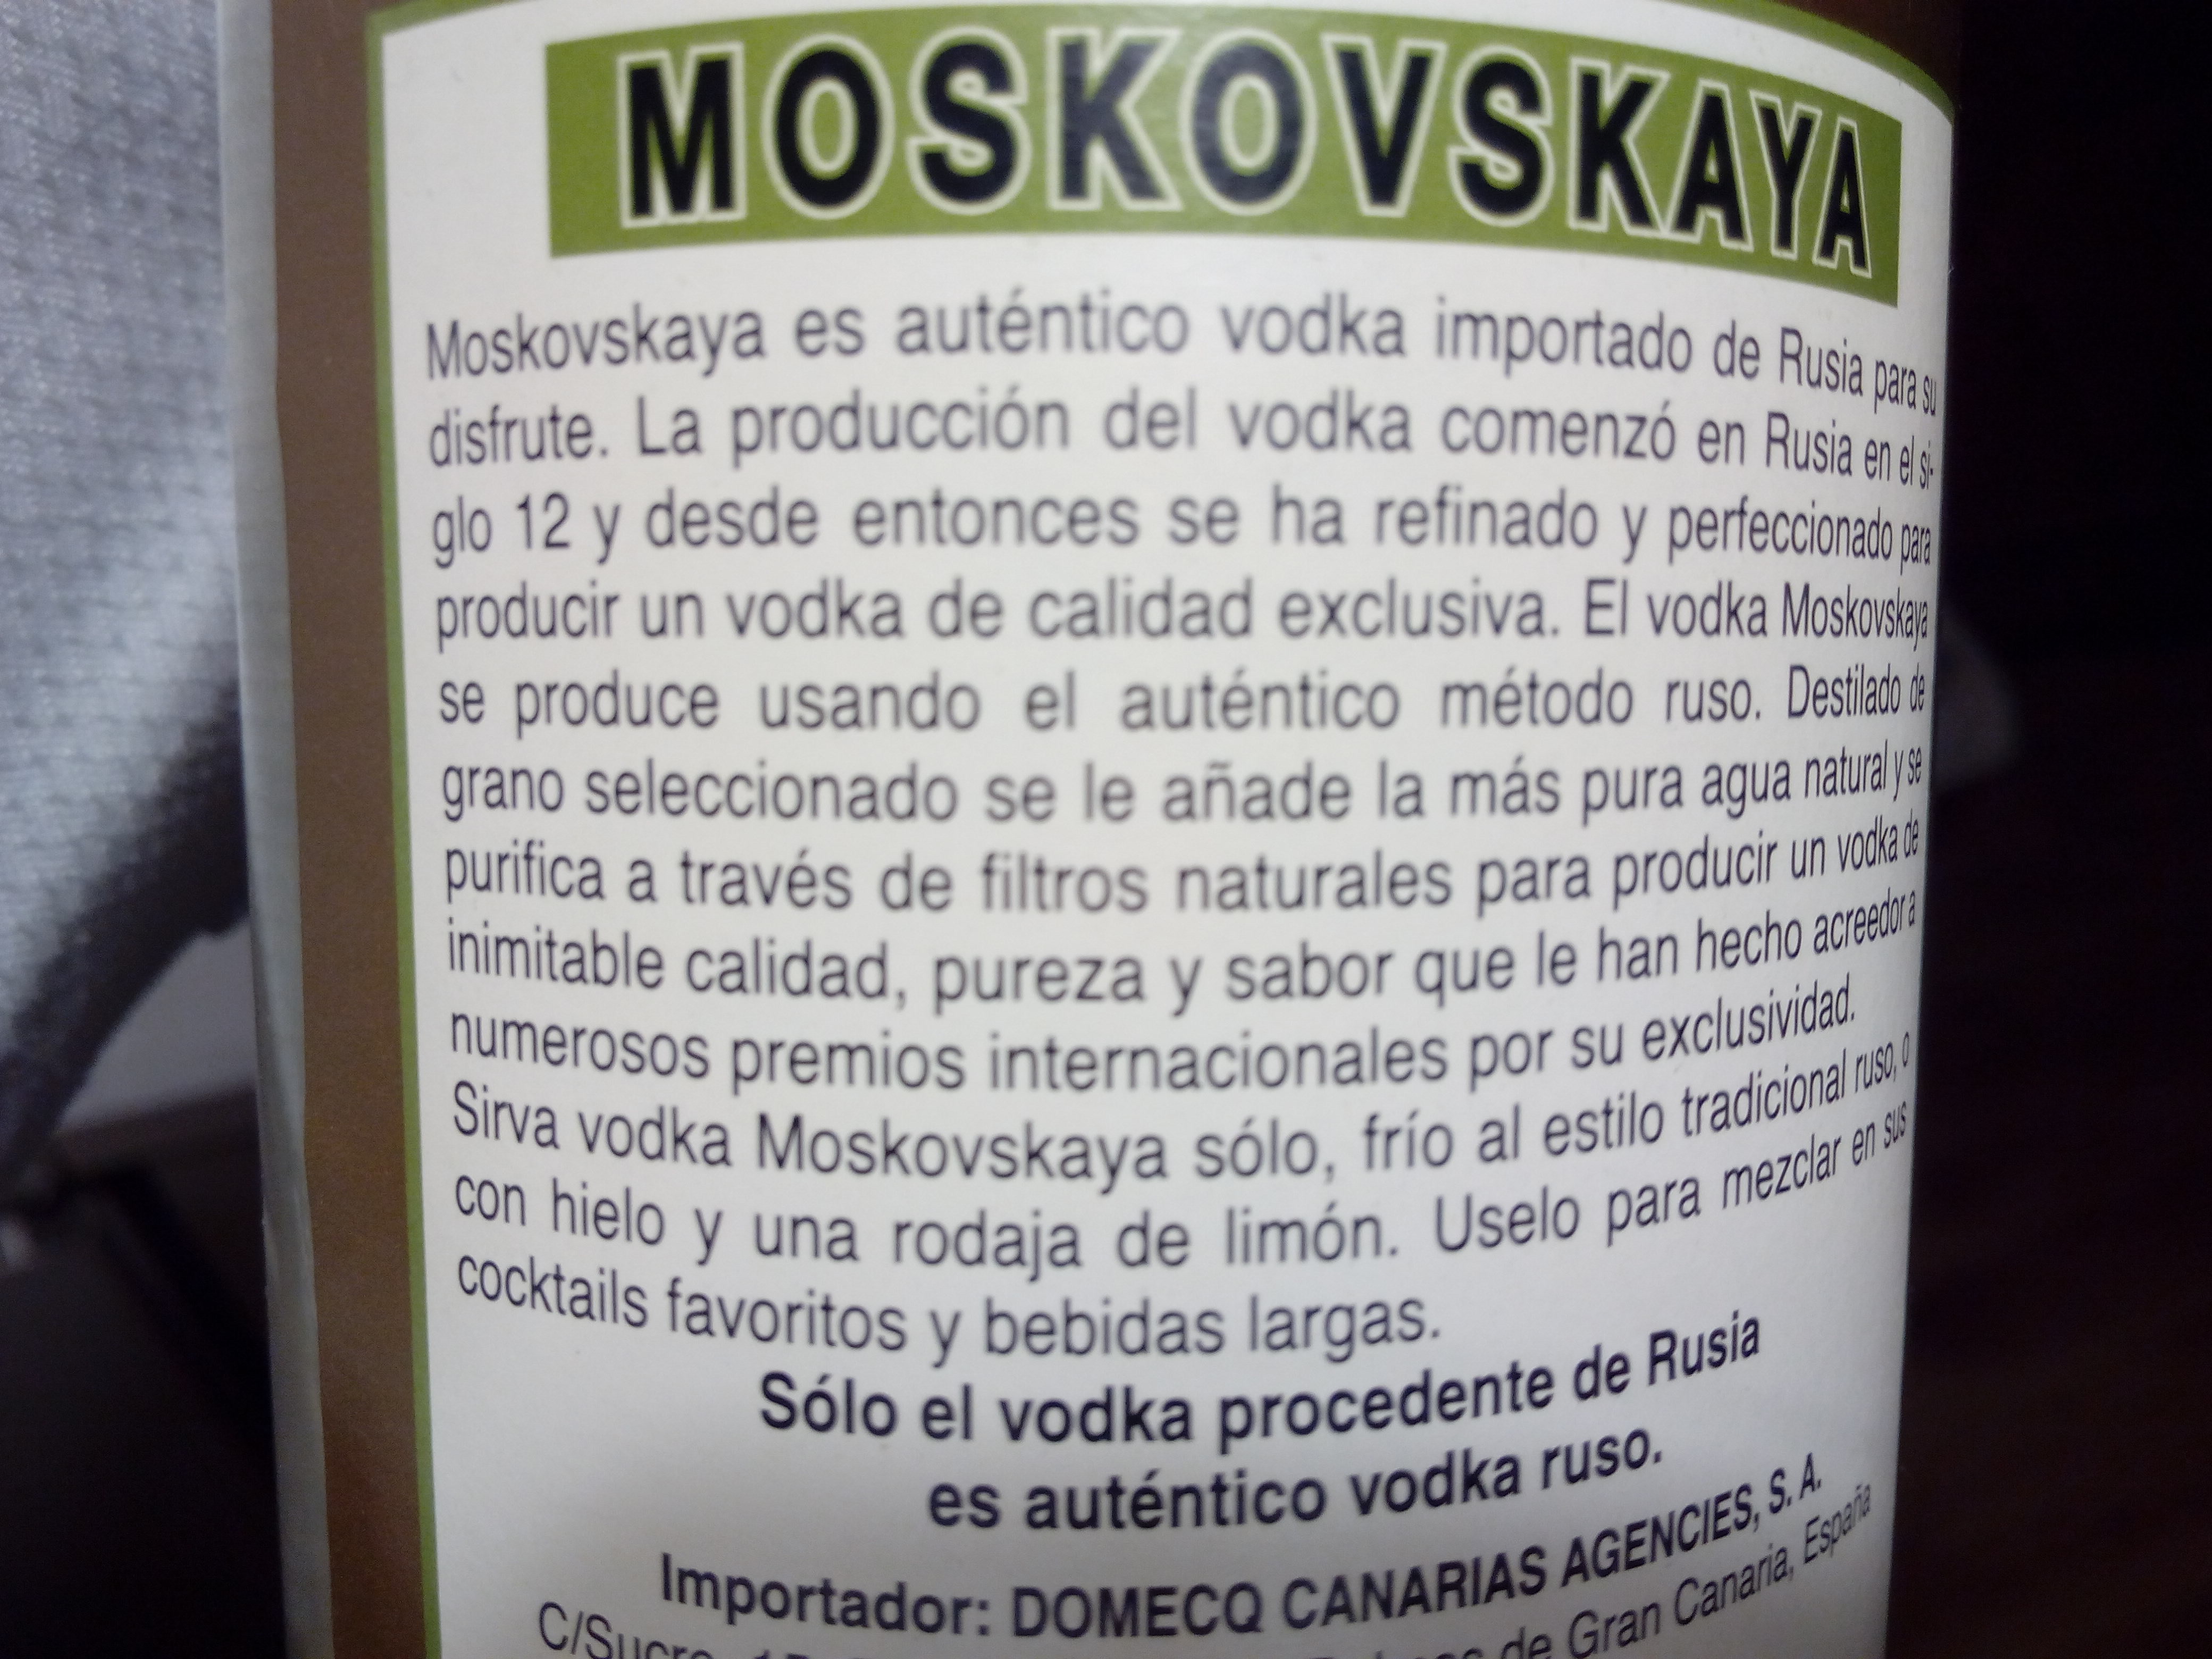 MOSKOVSKAYA
Moskovskaya es auténtico vodka importado de Rusia para su
disfrute. La producción del vodka comenzó en Rusia en el si-
glo 12 y desde entonces se ha refinado y perfeccionado para
producir un vodka de calidad exclusiva. El vodka Moskovskaya
se produce usando el auténtico método ruso. Destilado de
grano seleccionado se le añade la más pura agua natural y se
purifica a través de filtros naturales para producir un vodka de
inimitable calidad, pureza y sabor que le han hecho acreedor a
numerosos premios internacionales por su exclusividad.
Sirva vodka Moskovskaya sólo, frío al estilo tradicional ruso, o
con hielo y una rodaja de limón. Uselo para mezclar en sus
cocktails favoritos y bebidas largas.
Sólo el vodka procedente de Rusia
es auténtico vodka ruso.
Importador: DOMECQ CANARIAS AGENCIES, S. A.
C/Sucre, de Gran Canaria, España